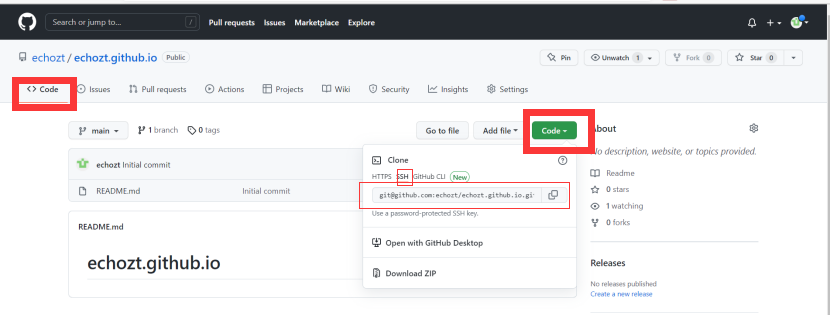 Search or jump to... / Pull requests Issues Marketplace Explore
echozt / echozt.github.io Public Pin Unwatch 1 Fork 0 Star 0
Code Issues Pull requests Actions Projects Wiki Security Insights Settings
main 1 branch 0 tags Go to file Add file Code About
No description, website, or topics provided.
echozt Initial commit
Clone
HTTPS SSH GitHub CLI New
Readme
README.md Initial commit
git@github.com:echozt/echozt.github.io.gi
0 stars
1 watching
Use a password-protected SSH key.
0 forks
README.md
Open with GitHub Desktop
echozt.github.io
Releases
Download ZIP
No releases published
Create a new release